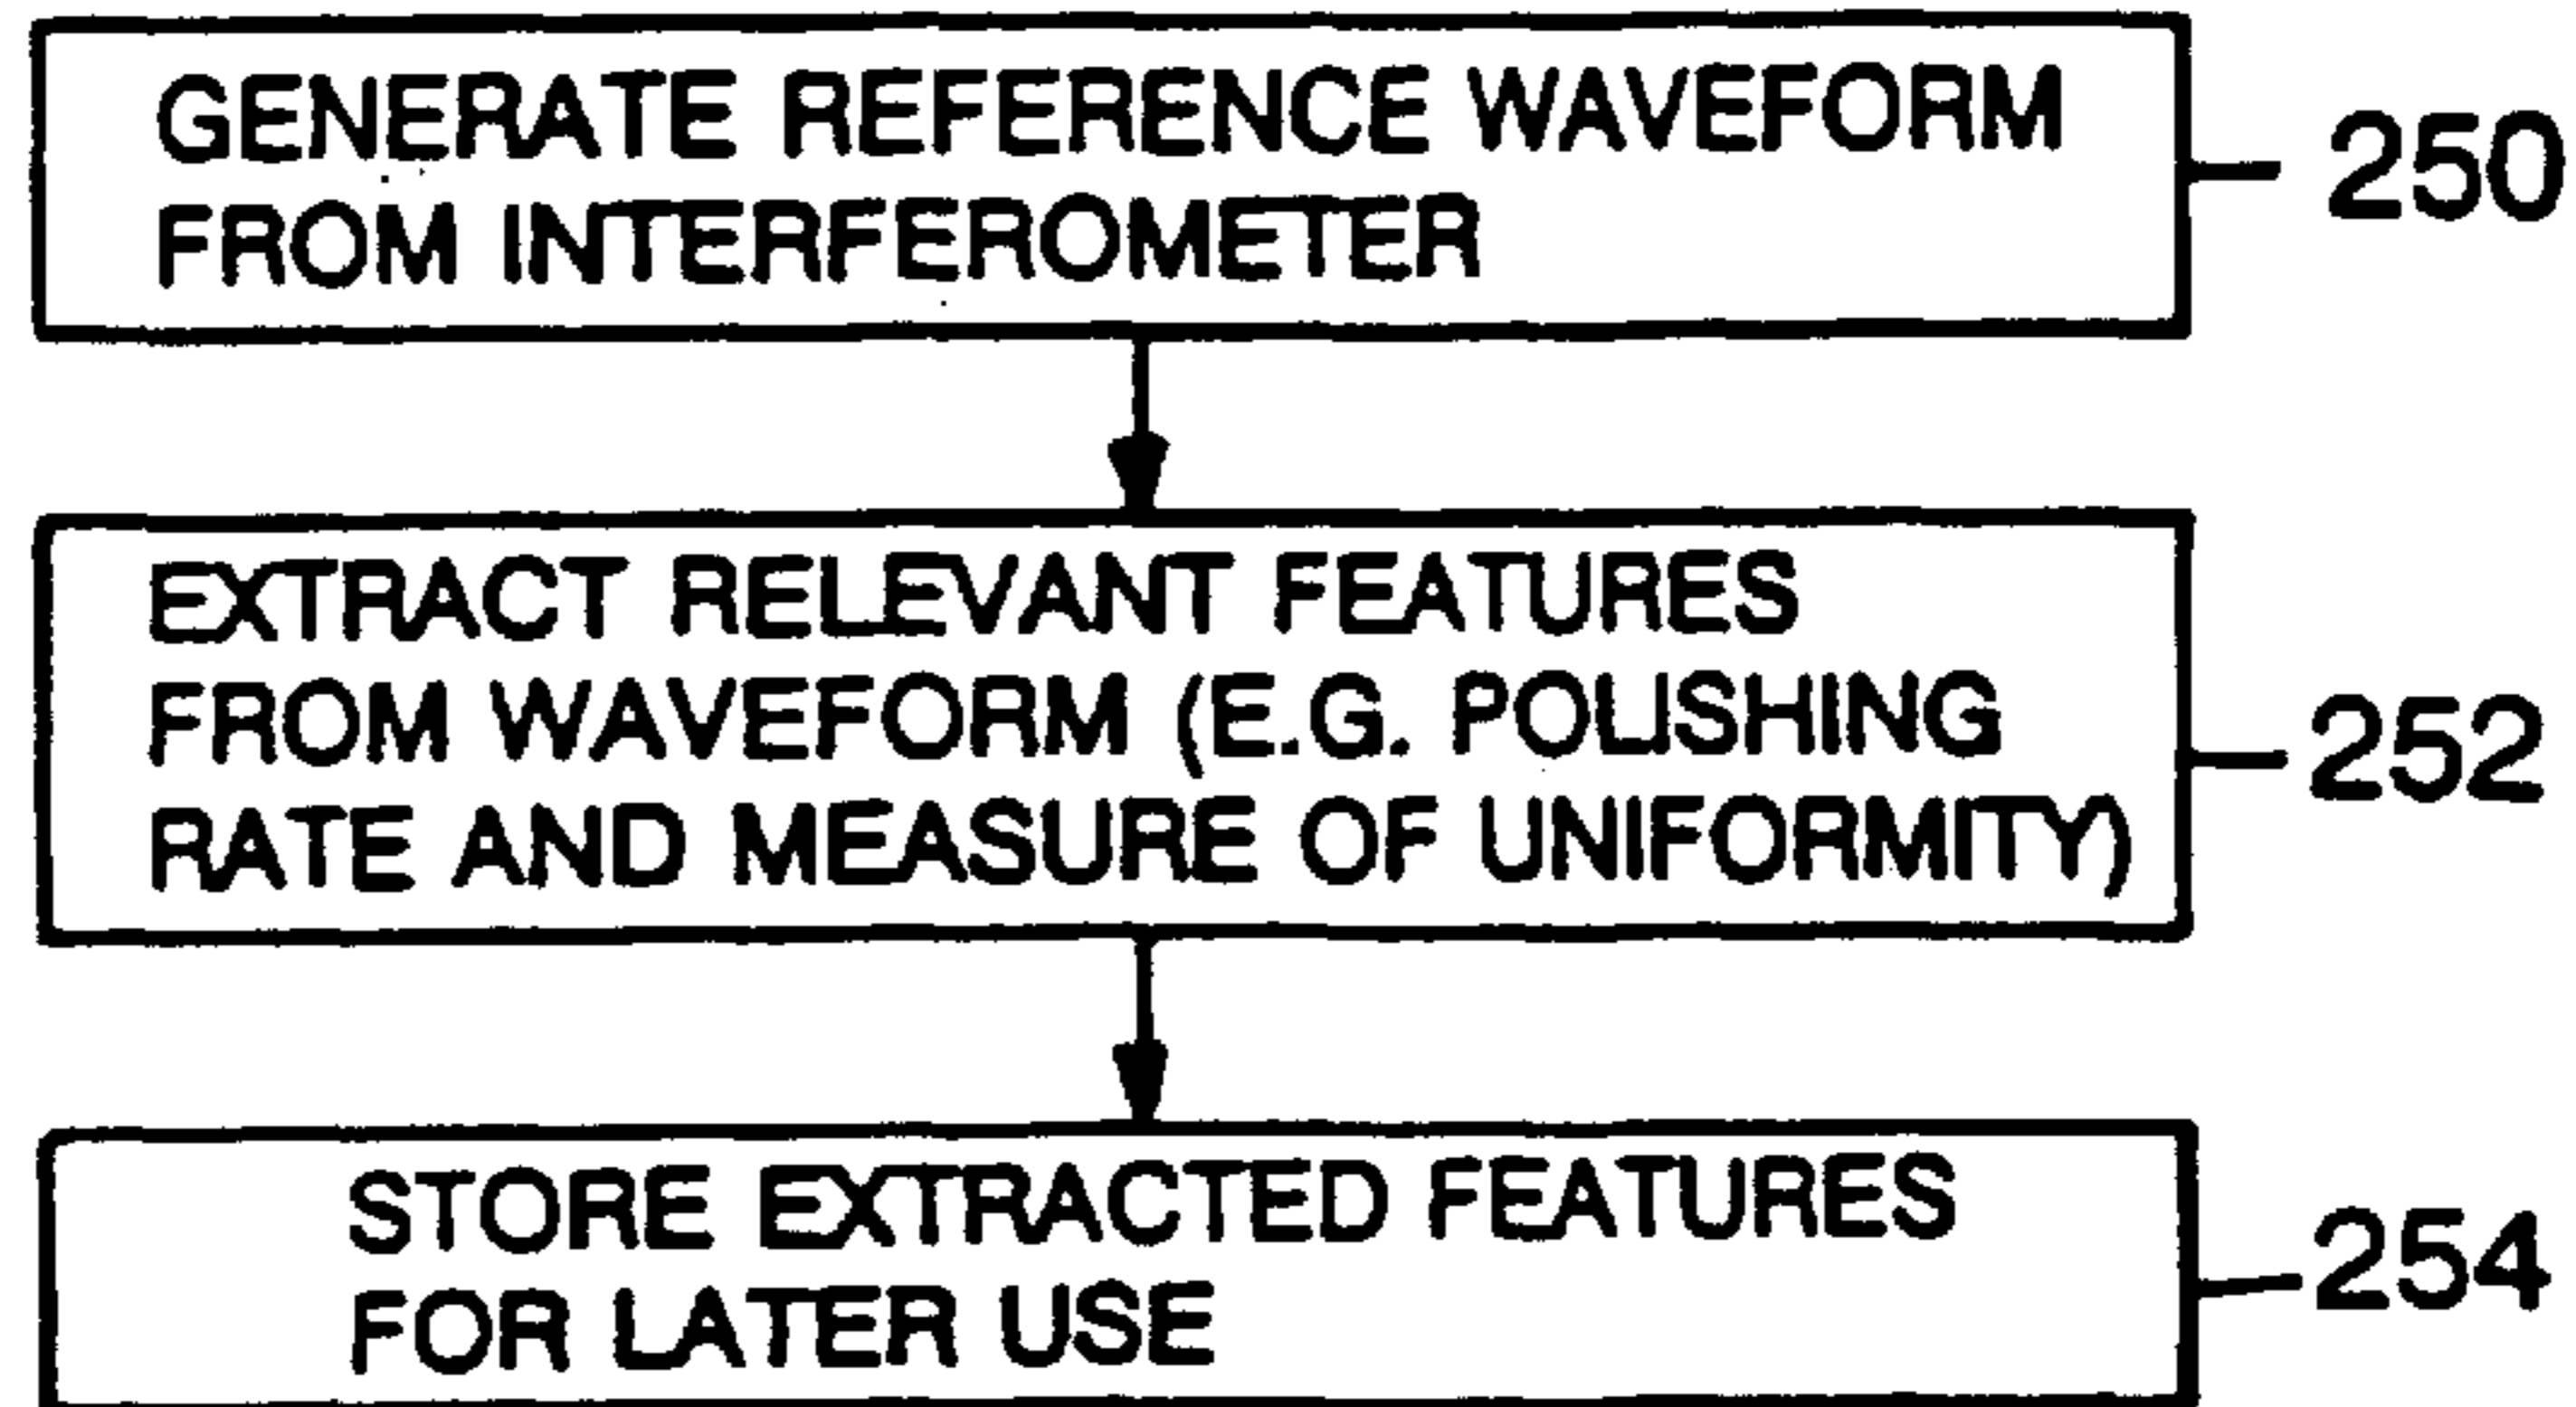 GENERATE REFERENCE WAVEFORM
FROM INTERFEROMETER
250
EXTRACT RELEVANT FEATURES
FROM WAVEFORM (E.G. POLISHING
RATE AND MEASURE OF UNIFORMITY)
252
STORE EXTRACTED FEATURES
FOR LATER USE
254